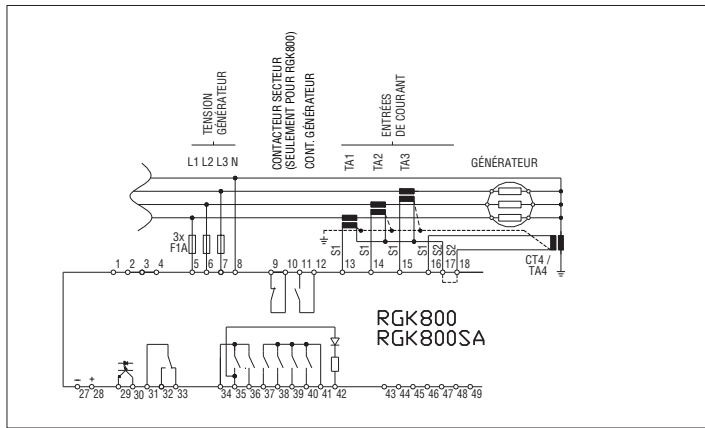 TENSION
GÉNÉRATEUR
CONTACTEUR SECTEUR
(SEULEMENT POUR RGK800)
CONT. GÉNÉRATEUR
ENTRÉES
DE COURANT
L1 L2 L3 N
TA1
TA2
TA3
GÉNÉRATEUR
3x
F1A
S1
S1
S1
S1
S2
S2
CT4 /
TA4
1 2 3 4 5 6 7 8 9 10 11 12 13 14 15 16 17 18
RGK800
RGK800SA
– +
27 28 29 30 31 32 33 34 35 36 37 38 39 40 41 42 43 44 45 46 47 48 49